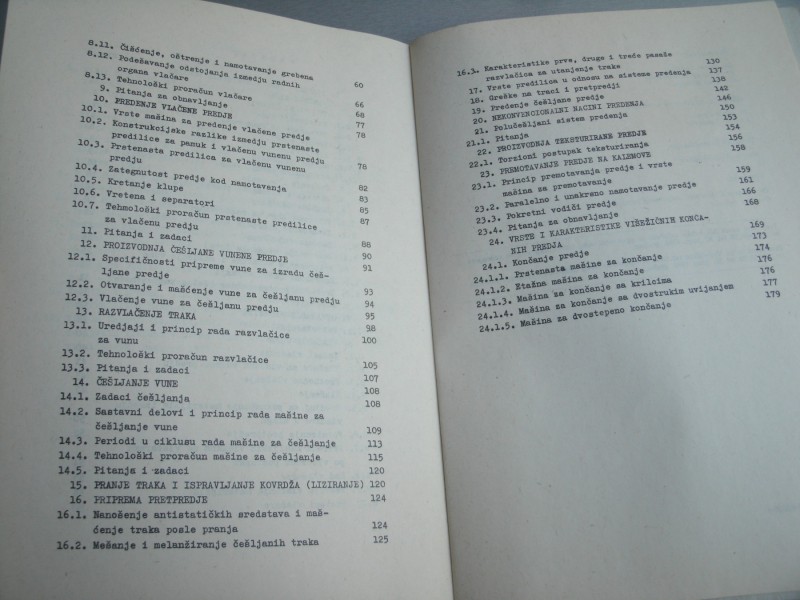 8.11. Čišćenje, oštrenje i namotavanje grebena
8.12. Podešavanje odstojanja izmedju radnih
organa vlačare 60
8.13. Tehnološki proračun vlačare 66
9. Pitanja za obnavljanje 68
10. PREDENJE VLAČENE PREDJE 77
10.1. Vrste mašina za predenje vlačene predje 78
10.2. Konstrukcijske razlike izmedju prstenaste
predilice za pamuk i vlačenu vunenu predju
10.3. Prstenasta predilica za vlačenu vunenu
predju 78
10.4. Zategnutost predje kod namotavanja 82
10.5. Kretanje klupe 83
10.6. Vretena i separatori 85
10.7. Tehmološki proračun prstenaste predilice 87
za vlačenu predju
11. Pitanja i zadaci 88
12. PROIZVODNJA ČEŠLJANE VUNENE PREDJE 90
12.1. Specifičnosti pripreme vune za izradu češ- 91
ljane predje
12.2. Otvaranje i mašćenje vune za češljanu predju 93
12.3. Vlačenje vune za češljanu predju 94
13. RAZVLAČENJE TRAKA 95
13.1. Uredjaji i princip rada razvlačice 98
za vunu 100
13.2. Tehnološki proračun razvlačice
13.3. Pitanja i zadaci 105
14. ČEŠLJANJE VUNE 107
14.1. Zadaci češljanja 108
14.2. Sastavni delovi i princip rada mašine za 108
češljanje vune 109
14.3. Periodi u ciklusu rada mašine za češljanje 113
14.4. Tehnološki proračun mašine za češljanje 115
14.5. Pitanja i zadaci 120
15. PRANJE TRAKA I ISPRAVLJANJE KOVRDŽA (LIZIRANJE) 120
16. PRIPREMA PRETPREDJE 124
16.1. Nanošenje antistatičkih sredstava i maš-
ćenje traka posle pranja 124
16.2. Mešanje i melanžiranje češljanih traka 125
16.3. Karakteristike prve, druge i treće pasaže
razvlačica za utanjenje trake 130
17. Vrste predilica u odnosu na sisteme predenja 137
18. Greške na traci i pretpredji 138
19. Predenje češljane predje 142
20. NEKONVENCIONALNI NAČINI PREDENJA 146
21. Polučešljani sistem predenja 150
21.1. Pitanja 153
22. PROIZVODNJA TEKSTURIRANE PREDJE 154
22.1. Torzioni postupak teksturiranja 156
23. PREMOTAVANJE PREDJE NA KALEMOVE 158
23.1. Princip premotavanja predje i vrste
mašina za premotavanje 159
23.2. Paralelno i unakrsno namotavanje predje 161
23.3. Pokretni vodiči predje 166
23.4. Pitanja za obnavljanje 168
24. VRSTE I KARAKTERISTIKE VIŠEŽIČNIH KONČA-
NIH PREDJA 169
24.1. Končanje predje 173
24.1.1. Prstenasta mašine za končanje 174
24.1.2. Etažna mašina za končanje 176
24.1.3. Mašina za končanje sa krilcima 176
24.1.4. Mašina za končanje sa dvostrukim uvijanjem 177
24.1.5. Mašina za dvostepeno končanje 179